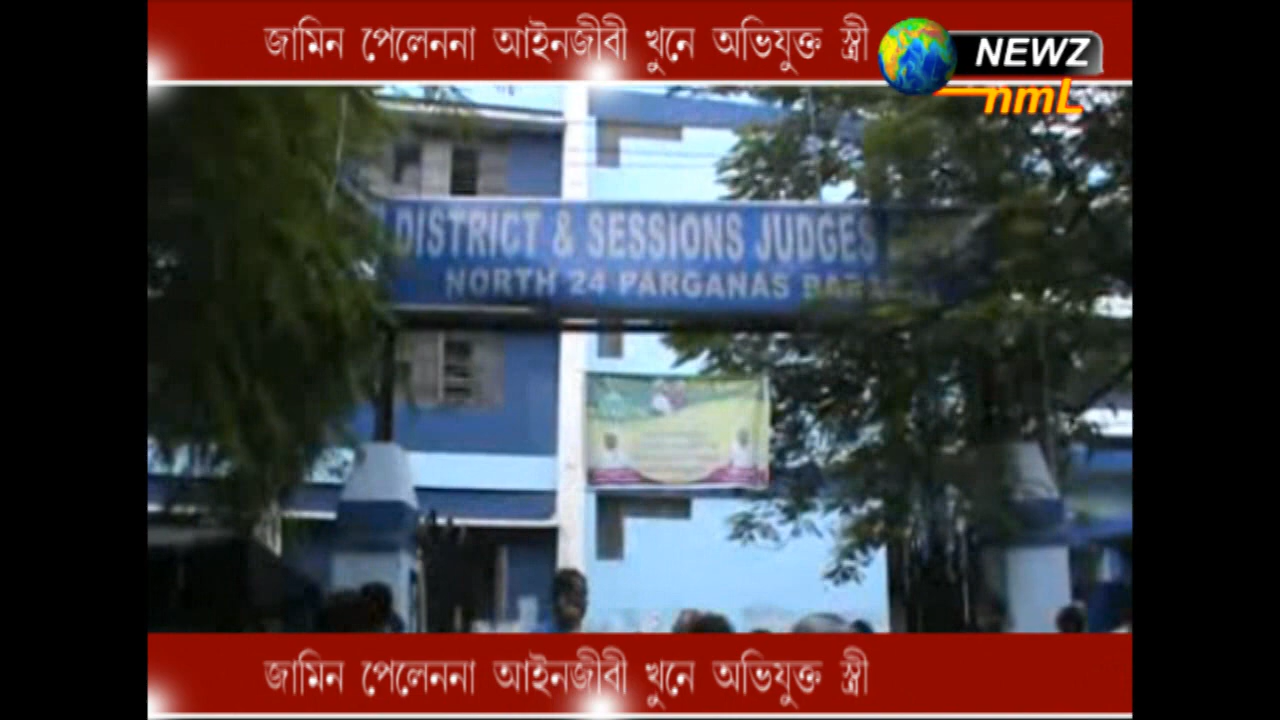 জামিন পেলেননা আইনজীবী খুনে অভিযুক্ত স্ত্রী
NEWZ
nmL
DISTRICT & SESSIONS JUDGES
NORTH 24 PARGANAS
জামিন পেলেননা আইনজীবী খুনে অভিযুক্ত স্ত্রী